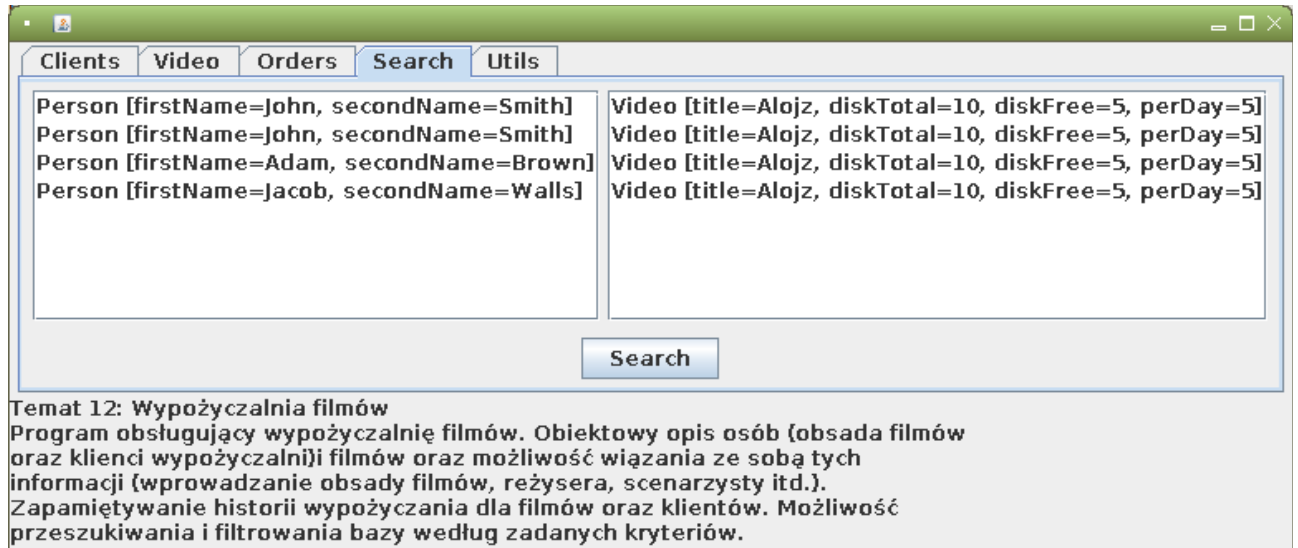 Clients Video Orders Search Utils
Person [firstName=John, secondName=Smith]
Person [firstName=John, secondName=Smith]
Person [firstName=Adam, secondName=Brown]
Person [firstName=Jacob, secondName=Walls]
Video [title=Alojz, diskTotal=10, diskFree=5, perDay=5]
Video [title=Alojz, diskTotal=10, diskFree=5, perDay=5]
Video [title=Alojz, diskTotal=10, diskFree=5, perDay=5]
Video [title=Alojz, diskTotal=10, diskFree=5, perDay=5]
Search
Temat 12: Wypożyczalnia filmów
Program obsługujący wypożyczalnię filmów. Obiektowy opis osób (obsada filmów
oraz klienci wypożyczalni)i filmów oraz możliwość wiązania ze sobą tych
informacji (wprowadzanie obsady filmów, reżysera, scenarzysty itd.).
Zapamiętywanie historii wypożyczania dla filmów oraz klientów. Możliwość
przeszukiwania i filtrowania bazy według zadanych kryteriów.